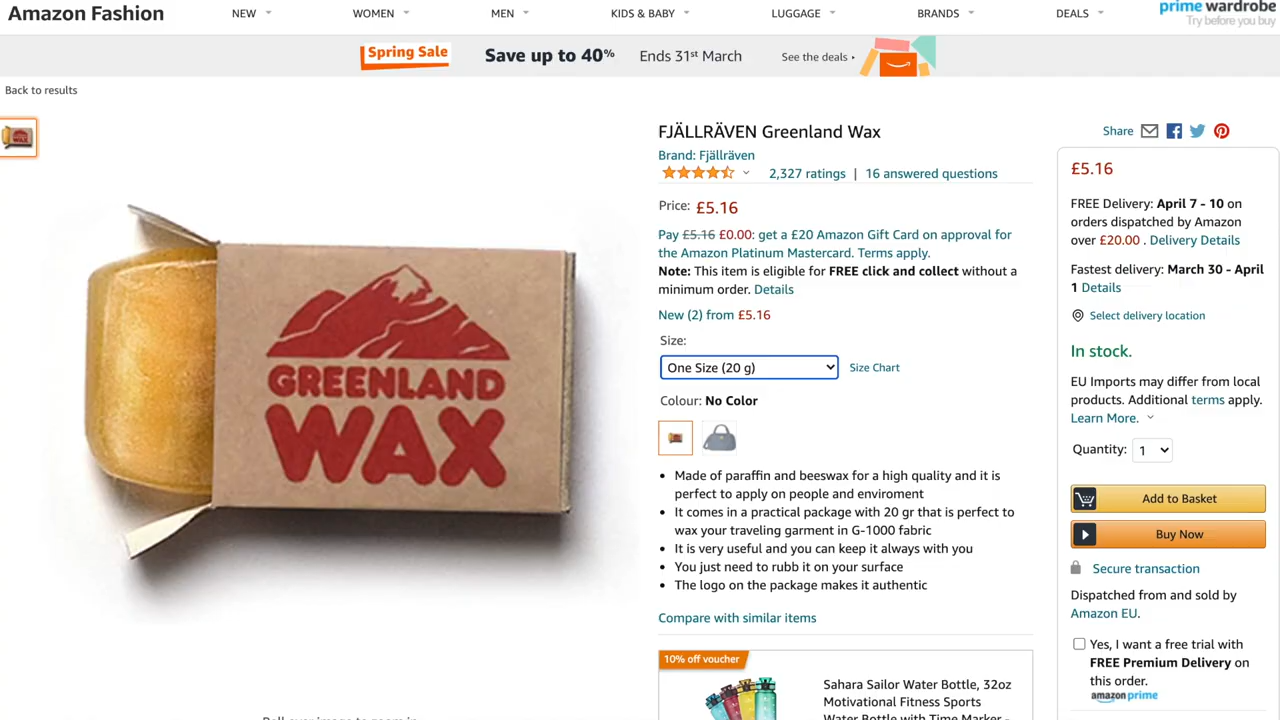 Amazon Fashion
NEW
WOMEN
MEN
KIDS & BABY
LUGGAGE
BRANDS
DEALS
prime wardrobe
Try before you buy
Spring Sale
Save up to 40%
Ends 31st March
See the deals
Back to results
GREENLAND
WAX
FJÄLLRÄVEN Greenland Wax
Brand: Fjällräven
2,327 ratings | 16 answered questions
Price: £5.16
Pay £5.16 £0.00: get a £20 Amazon Gift Card on approval for
the Amazon Platinum Mastercard. Terms apply.
Note: This item is eligible for FREE click and collect without a
minimum order. Details
New (2) from £5.16
Size:
One Size (20 g)
Size Chart
Colour: No Color
• Made of paraffin and beeswax for a high quality and it is
perfect to apply on people and enviroment
• It comes in a practical package with 20 gr that is perfect to
wax your traveling garment in G-1000 fabric
• It is very useful and you can keep it always with you
• You just need to rubb it on your surface
• The logo on the package makes it authentic
Compare with similar items
10% off voucher
Sahara Sailor Water Bottle, 32oz
Motivational Fitness Sports
Water Bottle with Time Marker -
Share
£5.16
FREE Delivery: April 7 - 10 on
orders dispatched by Amazon
over £20.00 . Delivery Details
Fastest delivery: March 30 - April
1 Details
Select delivery location
In stock.
EU Imports may differ from local
products. Additional terms apply.
Learn More.
Quantity: 1
Add to Basket
Buy Now
Secure transaction
Dispatched from and sold by
Amazon EU.
Yes, I want a free trial with
FREE Premium Delivery on
this order.
amazon prime
Roll over image to zoom in